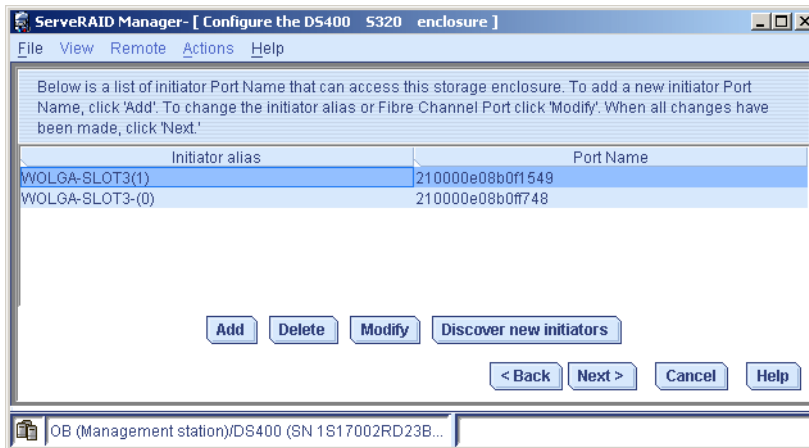 ServeRAID Manager- [ Configure the DS400 S320 enclosure ]
File View Remote Actions Help
Below is a list of initiator Port Name that can access this storage enclosure. To add a new initiator Port
Name, click 'Add'. To change the initiator alias or Fibre Channel Port click 'Modify'. When all changes have
been made, click 'Next.'
Initiator alias Port Name
WOLGA-SLOT3(1) 210000e08b0f1549
WOLGA-SLOT3-(0) 210000e08b0ff748
Add Delete Modify Discover new initiators
< Back Next > Cancel Help
OB (Management station)/DS400 (SN 1S17002RD23B...